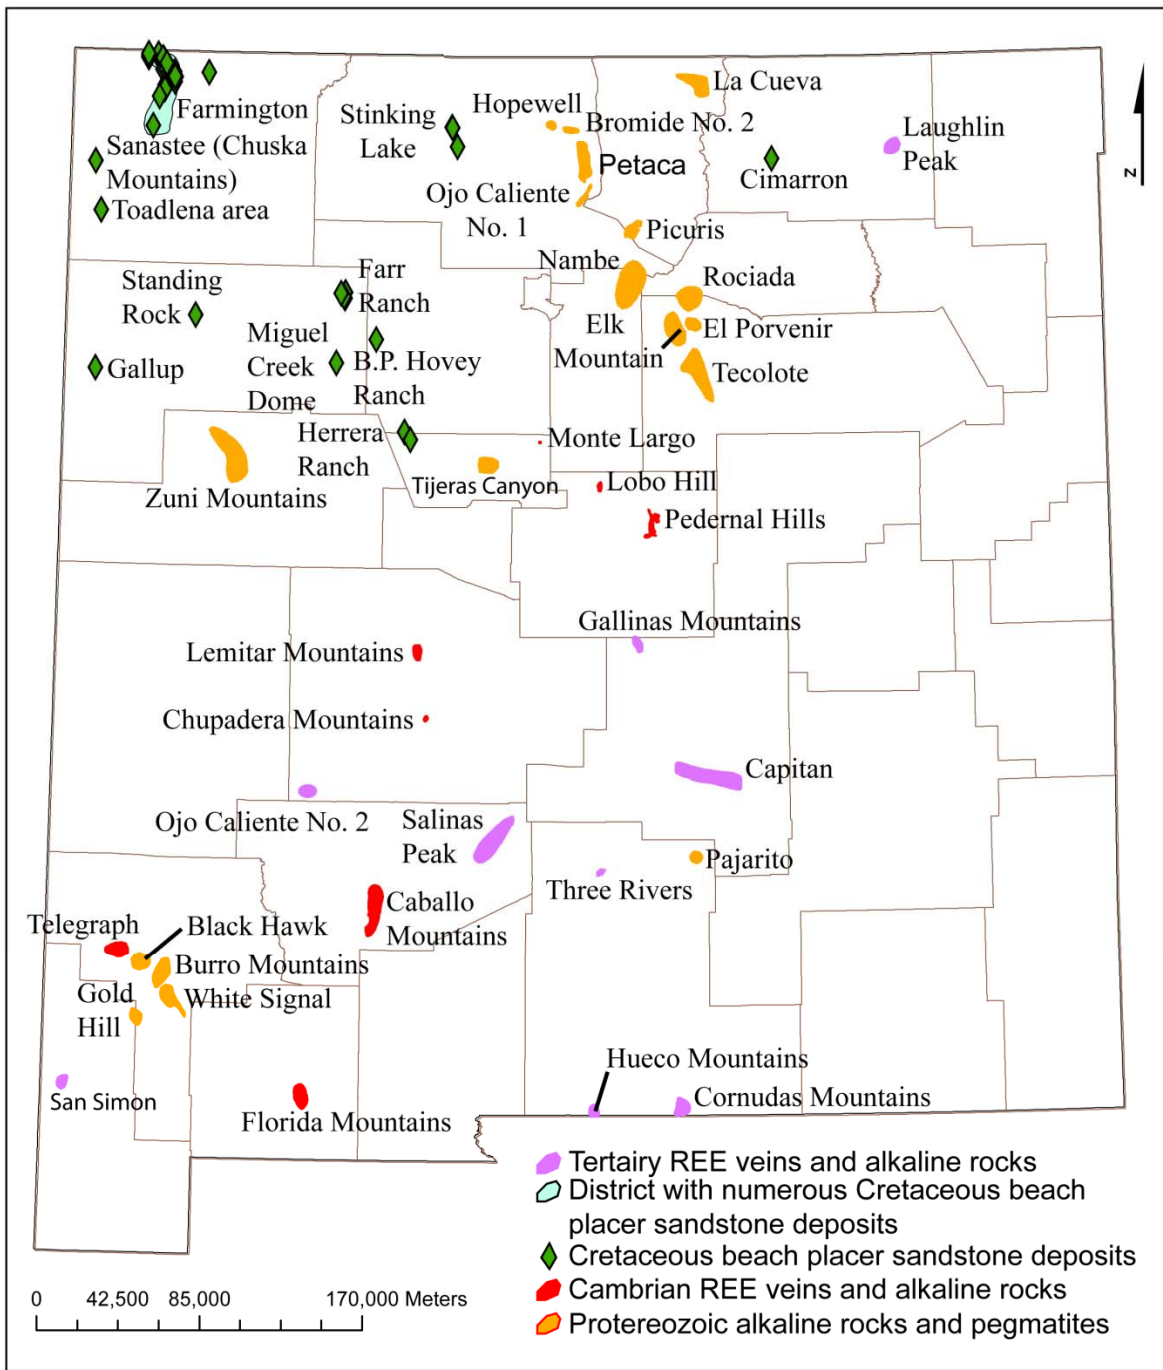 La Cueva
Hopewell
Bromide No. 2
Stinking
Lake
Farmington
Laughlin
Peak
Sanastee (Chuska
Mountains)
Petaca
Cimarron
Toadlena area
Ojo Caliente
No. 1
Picuris
N
Nambe
Rociada
Farr
Ranch
Standing
Rock
Elk
Mountain
El Porvenir
Miguel
Creek
Dome
B.P. Hovey
Ranch
Gallup
Tecolote
Herrera
Ranch
Monte Largo
Tijeras Canyon
Lobo Hill
Zuni Mountains
Pedernal Hills
Gallinas Mountains
Lemitar Mountains
Chupadera Mountains
Capitan
Ojo Caliente No. 2
Salinas
Peak
Pajarito
Three Rivers
Caballo
Mountains
Telegraph
Black Hawk
Burro Mountains
White Signal
Gold
Hill
Hueco Mountains
San Simon
Cornudas Mountains
Florida Mountains
Tertairy REE veins and alkaline rocks
District with numerous Cretaceous beach
placer sandstone deposits
Cretaceous beach placer sandstone deposits
Cambrian REE veins and alkaline rocks
Protereozoic alkaline rocks and pegmatites
0 42,500 85,000 170,000 Meters